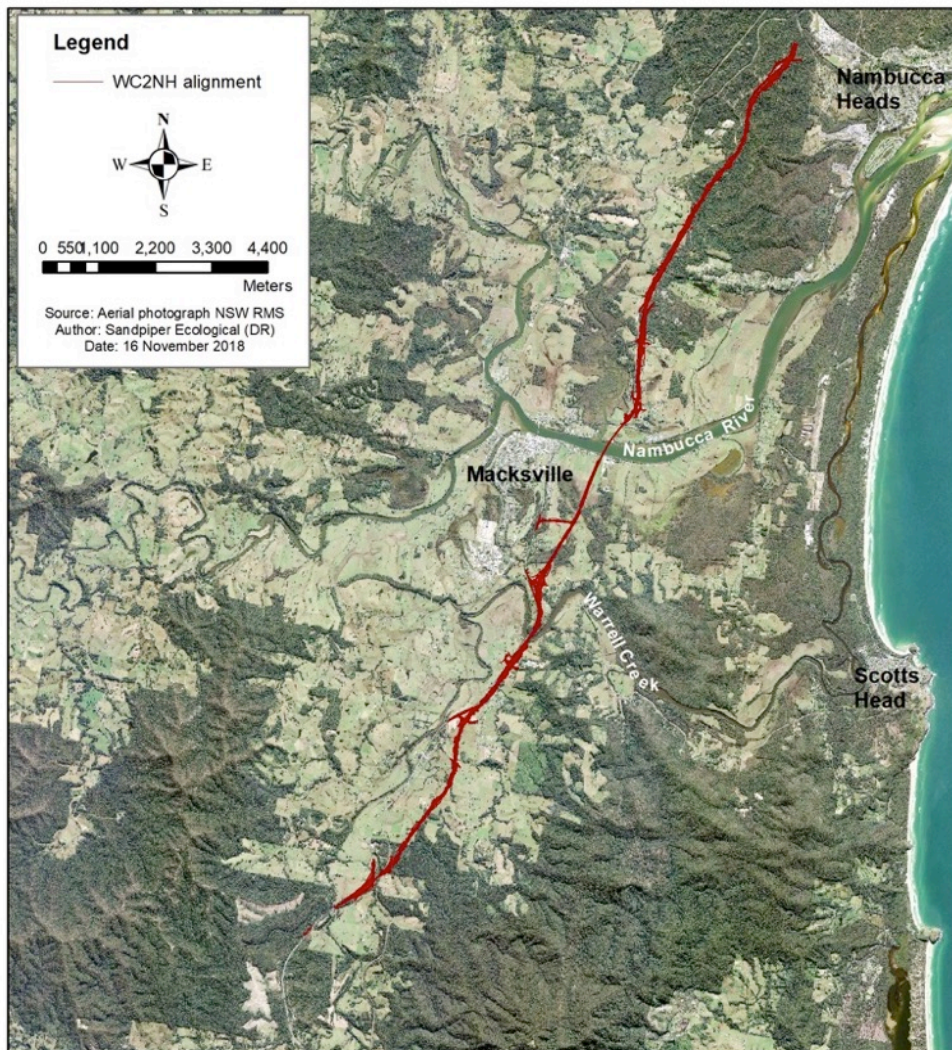 Legend
WC2NH alignment
N
W E
S
0 550 1,100 2,200 3,300 4,400
Meters
Source: Aerial photograph NSW RMS
Author: Sandpiper Ecological (DR)
Date: 16 November 2018
Nambucca
Heads
Nambucca River
Macksville
Warrell Creek
Scotts
Head